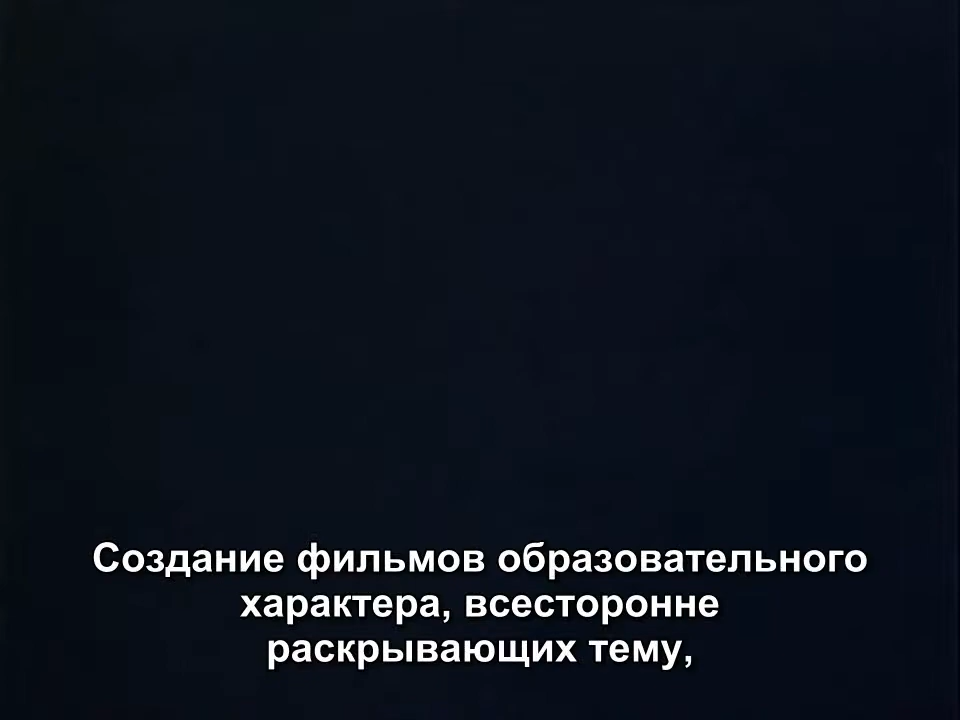 Создание фильмов образовательного
характера, всесторонне
раскрывающих тему,